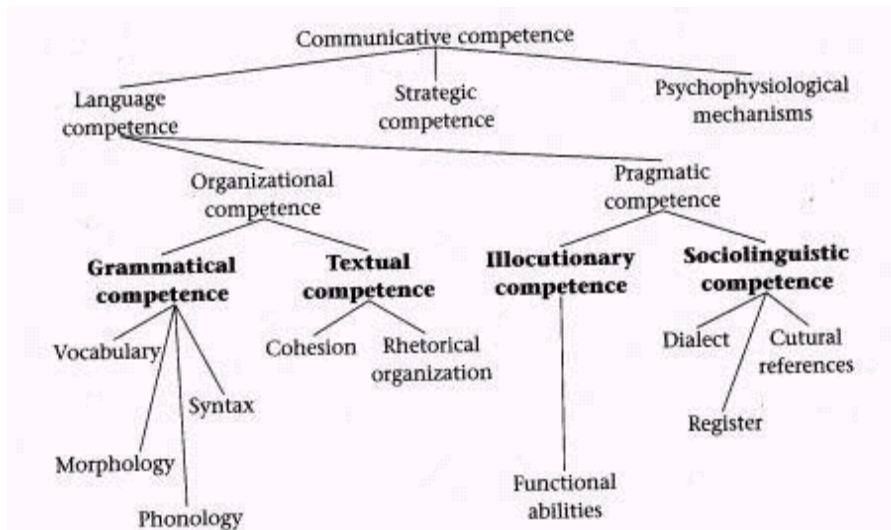 Communicative competence
Language
competence
Strategic
competence
Psychophysiological
mechanisms
Organizational
competence
Pragmatic
competence
Grammatical
competence
Textual
competence
Illocutionary
competence
Sociolinguistic
competence
Vocabulary
Cohesion
Rhetorical
organization
Dialect
Cutural
references
Syntax
Register
Morphology
Functional
abilities
Phonology